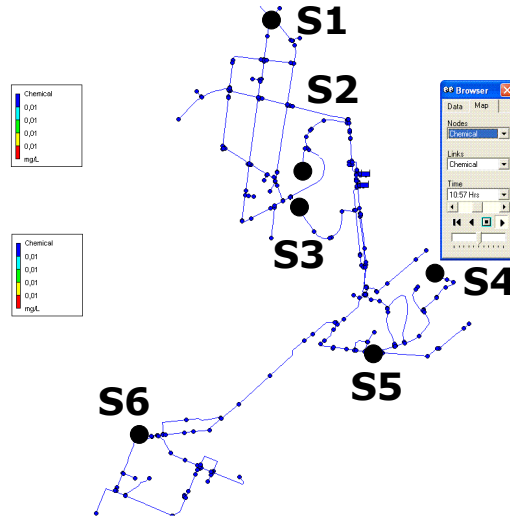 S1
S2
S3
S4
S5
S6
Chemical
0,01
0,01
0,01
0,01
mg/L
Chemical
0,01
0,01
0,01
0,01
mg/L
Browser
Data Map
Nodes
Chemical
Links
Chemical
Time
10:57 Hrs